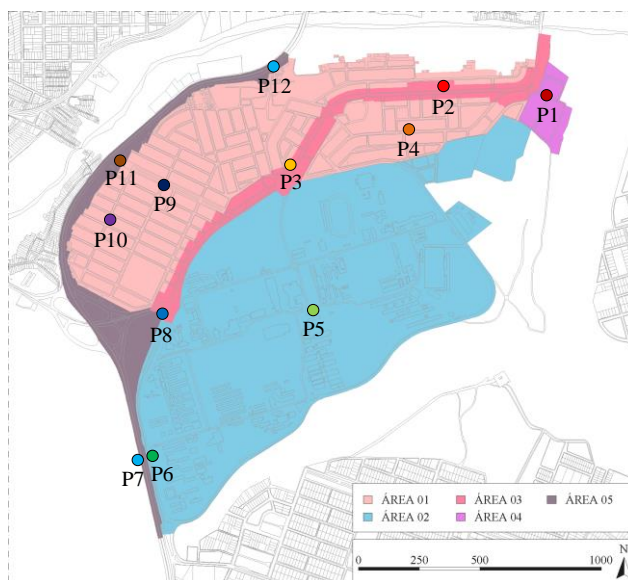 P12
P2
P1
P4
P3
P11
P9
P10
P8
P5
P7
P6
ÁREA 01
ÁREA 03
ÁREA 05
ÁREA 02
ÁREA 04
N
0
250
500
1000